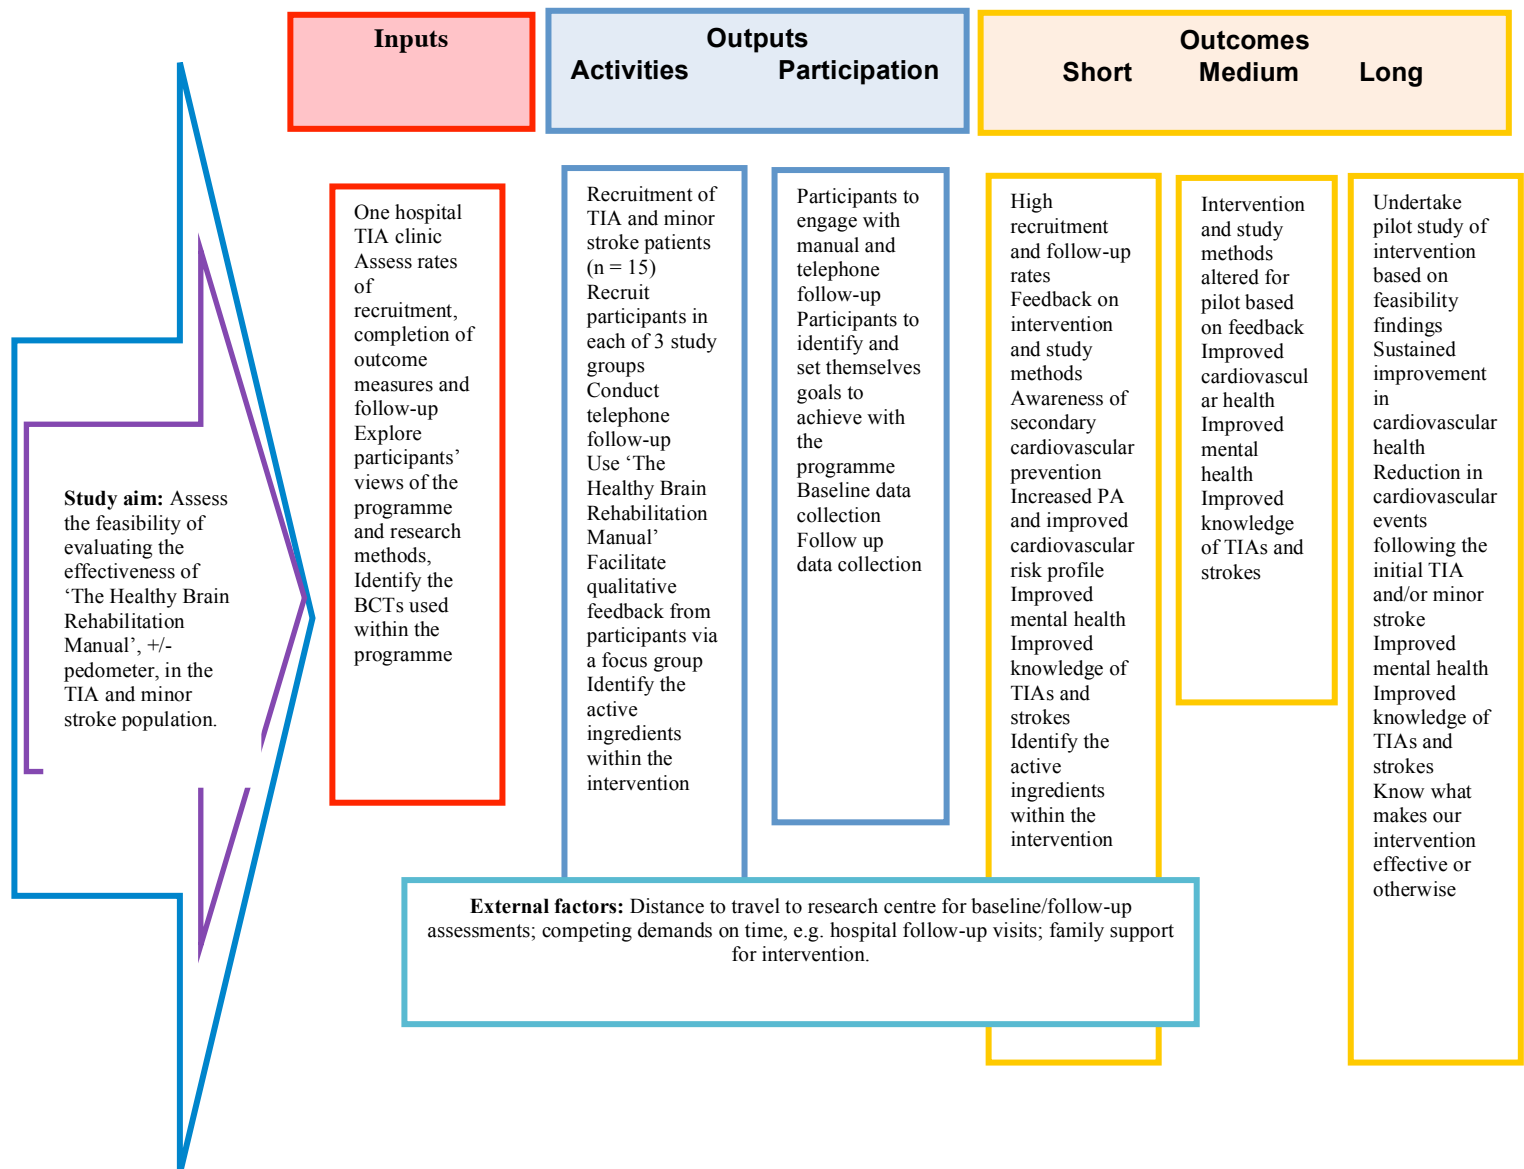 Inputs
Outputs
Activities
Participation
Outcomes
Short
Medium
Long
Study aim: Assess
the feasibility of
evaluating the
effectiveness of
‘The Healthy Brain
Rehabilitation
Manual’, +/-
pedometer, in the
TIA and minor
stroke population.
One hospital
TIA clinic
Assess rates
of
recruitment,
completion of
outcome
measures and
follow-up
Explore
participants’
views of the
programme
and research
methods,
Identify the
BCTs used
within the
programme
Recruitment of
TIA and minor
stroke patients
(n = 15)
Recruit
participants in
each of 3 study
groups
Conduct
telephone
follow-up
Use ‘The
Healthy Brain
Rehabilitation
Manual’
Facilitate
qualitative
feedback from
participants via
a focus group
Identify the
active
ingredients
within the
intervention
Participants to
engage with
manual and
telephone
follow-up
Participants to
identify and
set themselves
goals to
achieve with
the
programme
Baseline data
collection
Follow up
data collection
High
recruitment
and follow-up
rates
Feedback on
intervention
and study
methods
Awareness of
secondary
cardiovascular
prevention
Increased PA
and improved
cardiovascular
risk profile
Improved
mental health
Improved
knowledge of
TIAs and
strokes
Identify the
active
ingredients
within the
intervention
Intervention
and study
methods
altered for
pilot based
on feedback
Improved
cardiovascul
ar health
Improved
mental
health
Improved
knowledge
of TIAs and
strokes
Undertake
pilot study of
intervention
based on
feasibility
findings
Sustained
improvement
in
cardiovascular
health
Reduction in
cardiovascular
events
following the
initial TIA
and/or minor
stroke
Improved
mental health
Improved
knowledge of
TIAs and
strokes
Know what
makes our
intervention
effective or
otherwise
External factors: Distance to travel to research centre for baseline/follow-up
assessments; competing demands on time, e.g. hospital follow-up visits; family support
for intervention.